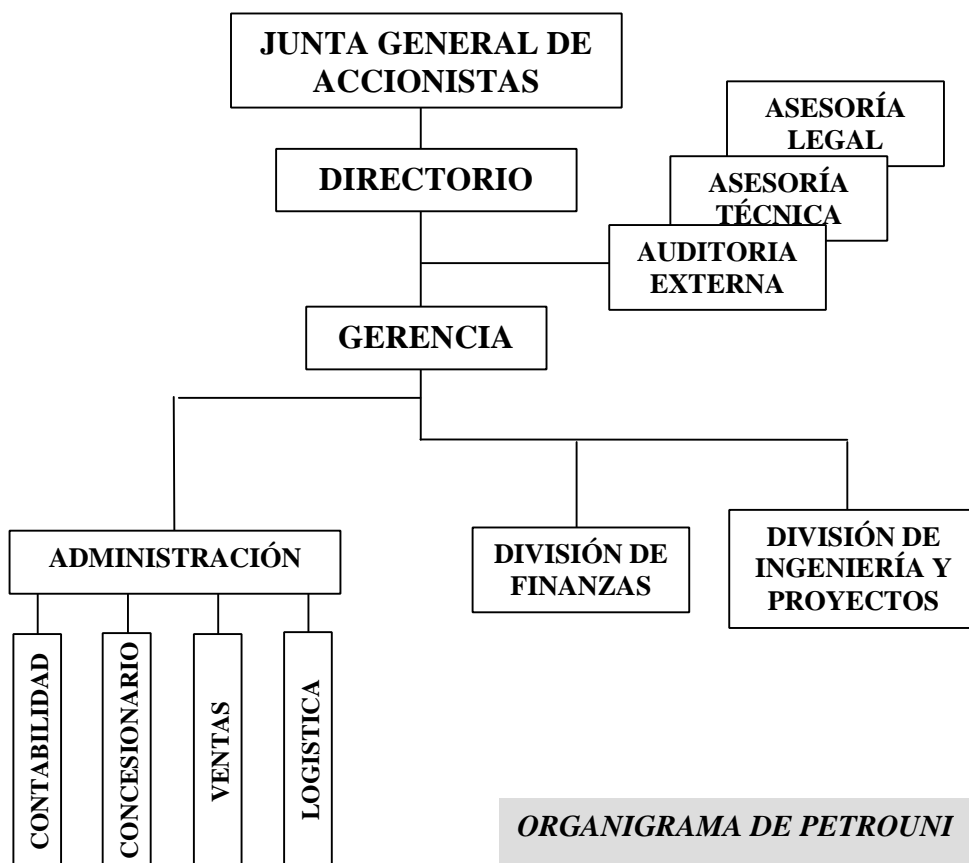 JUNTA GENERAL DE
ACCIONISTAS
ASESORÍA
LEGAL
DIRECTORIO
ASESORÍA
TÉCNICA
AUDITORIA
EXTERNA
GERENCIA
ADMINISTRACIÓN
DIVISIÓN DE
FINANZAS
DIVISIÓN DE
INGENIERÍA Y
PROYECTOS
CONTABILIDAD
CONCESIONARIO
VENTAS
LOGISTICA
ORGANIGRAMA DE PETROUNI